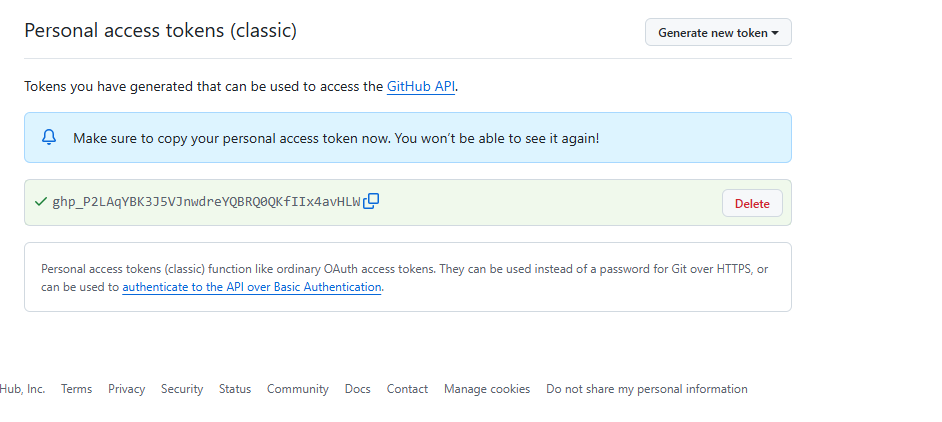 Personal access tokens (classic)
Generate new token
Tokens you have generated that can be used to access the GitHub API.
Make sure to copy your personal access token now. You won't be able to see it again!
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
Delete
Personal access tokens (classic) function like ordinary OAuth access tokens. They can be used instead of a password for Git over HTTPS, or
can be used to authenticate to the API over Basic Authentication.
Hub, Inc. Terms Privacy Security Status Community Docs Contact Manage cookies Do not share my personal information